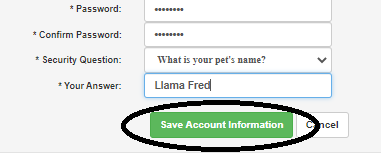 * Password: ••••••••
* Confirm Password: ••••••••
* Security Question: What is your pet's name?
* Your Answer: Llama Fred
Save Account Information Cancel